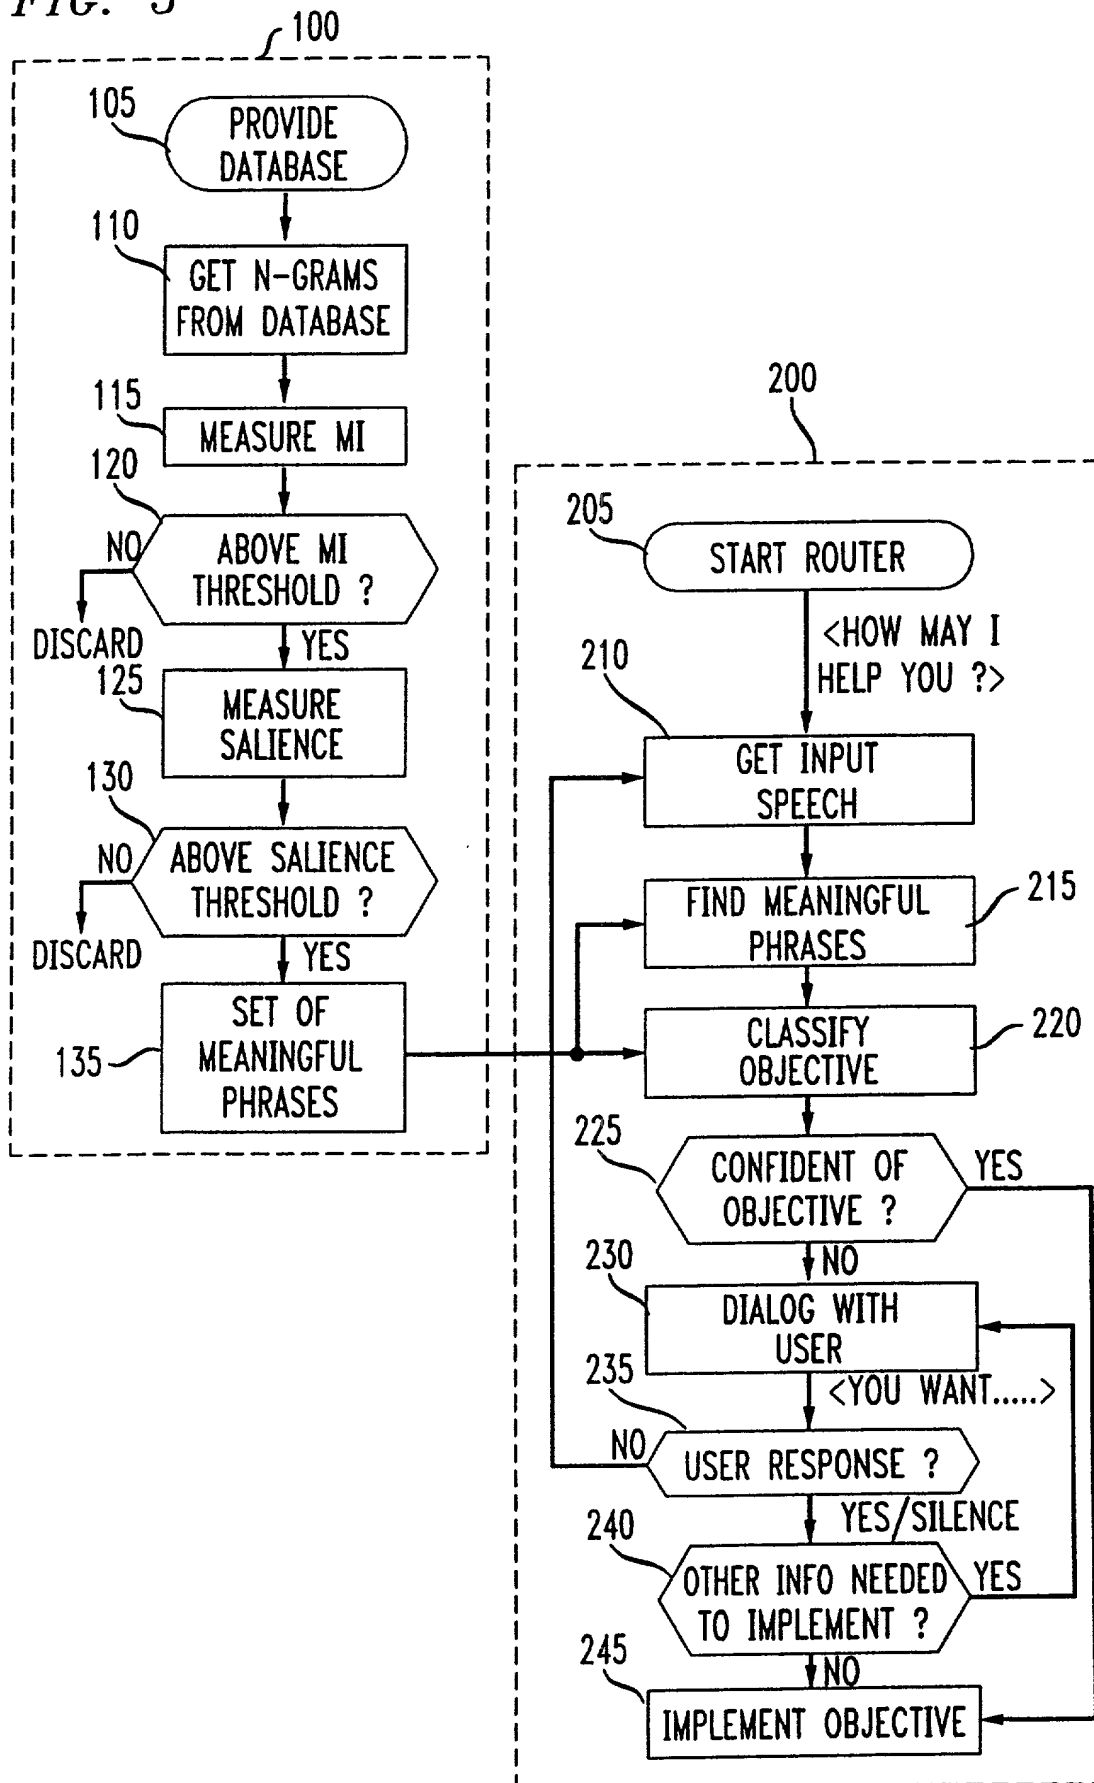 FIG. 3
100
105
PROVIDE
DATABASE
110
GET N-GRAMS
FROM DATABASE
115
MEASURE MI
120
ABOVE MI
THRESHOLD ?
NO
DISCARD
YES
125
MEASURE
SALIENCE
130
ABOVE SALIENCE
THRESHOLD ?
NO
DISCARD
YES
135
SET OF
MEANINGFUL
PHRASES
200
205
START ROUTER
<HOW MAY I
HELP YOU ?>
210
GET INPUT
SPEECH
FIND MEANINGFUL
PHRASES
215
CLASSIFY
OBJECTIVE
220
225
CONFIDENT OF
OBJECTIVE ?
YES
NO
230
DIALOG WITH
USER
235
<YOU WANT.....>
NO
USER RESPONSE ?
YES/SILENCE
240
OTHER INFO NEEDED
TO IMPLEMENT ?
YES
NO
245
IMPLEMENT OBJECTIVE